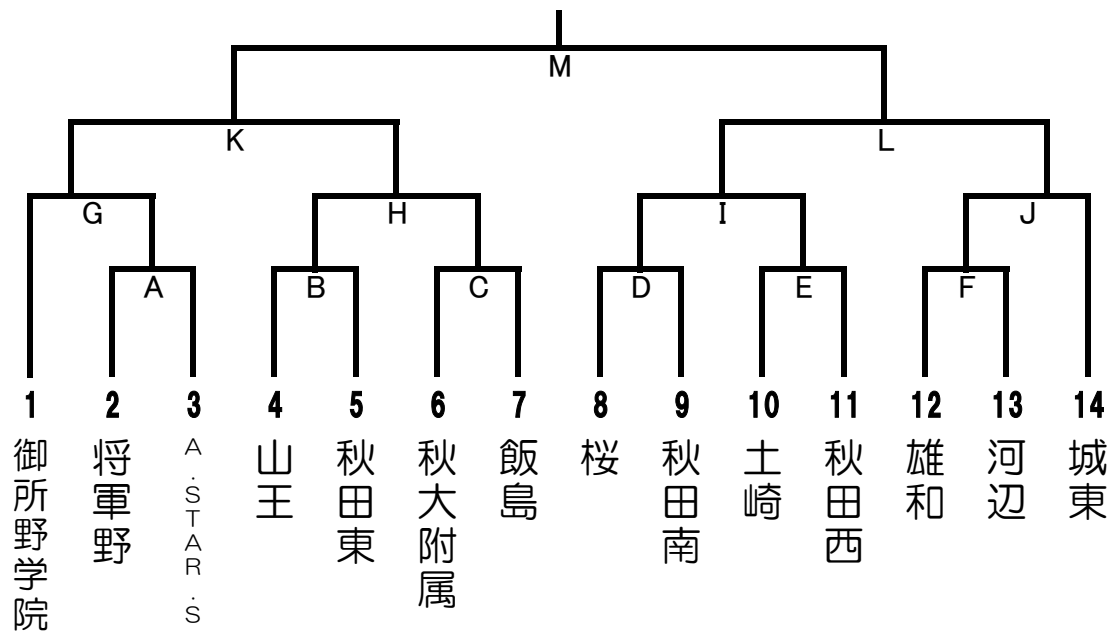 M
K
L
G
H
I
J
A
B
C
D
E
F
1
2
3
4
5
6
7
8
9
10
11
12
13
14
御所野学院
将軍野
A.STAR.S
山王
秋田東
秋大附属
飯島
桜
秋田南
土崎
秋田西
雄和
河辺
城東